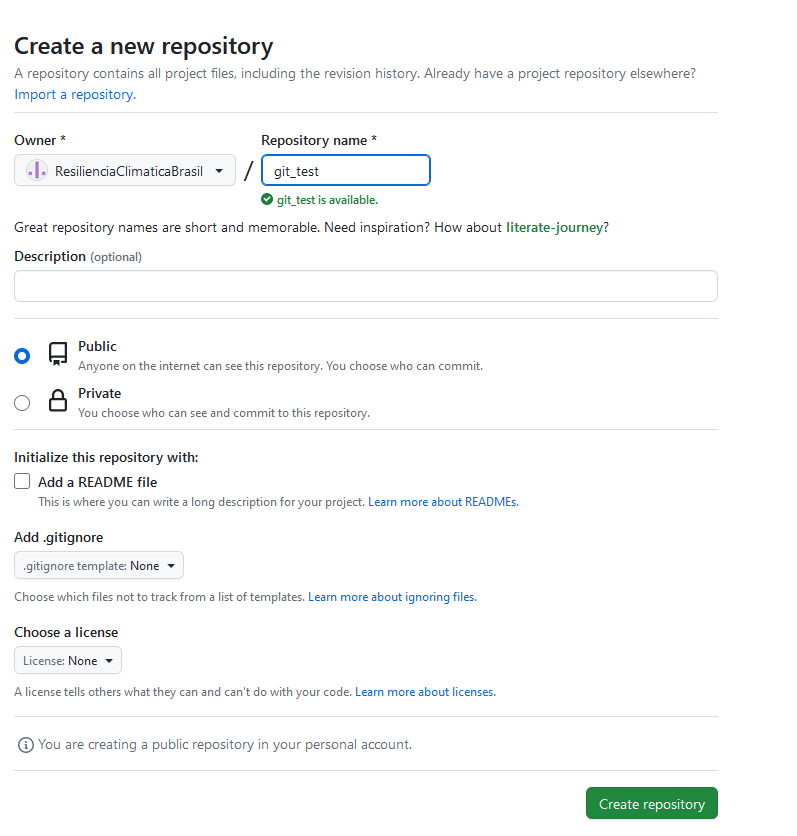 Create a new repository
A repository contains all project files, including the revision history. Already have a project repository elsewhere?
Import a repository.
Owner * Repository name *
ResilienciaClimaticaBrasil / git_test
git_test is available.
Great repository names are short and memorable. Need inspiration? How about literate-journey?
Description (optional)
Public
Anyone on the internet can see this repository. You choose who can commit.
Private
You choose who can see and commit to this repository.
Initialize this repository with:
Add a README file
This is where you can write a long description for your project. Learn more about READMEs.
Add .gitignore
.gitignore template: None
Choose which files not to track from a list of templates. Learn more about ignoring files.
Choose a license
License: None
A license tells others what they can and can't do with your code. Learn more about licenses.
You are creating a public repository in your personal account.
Create repository